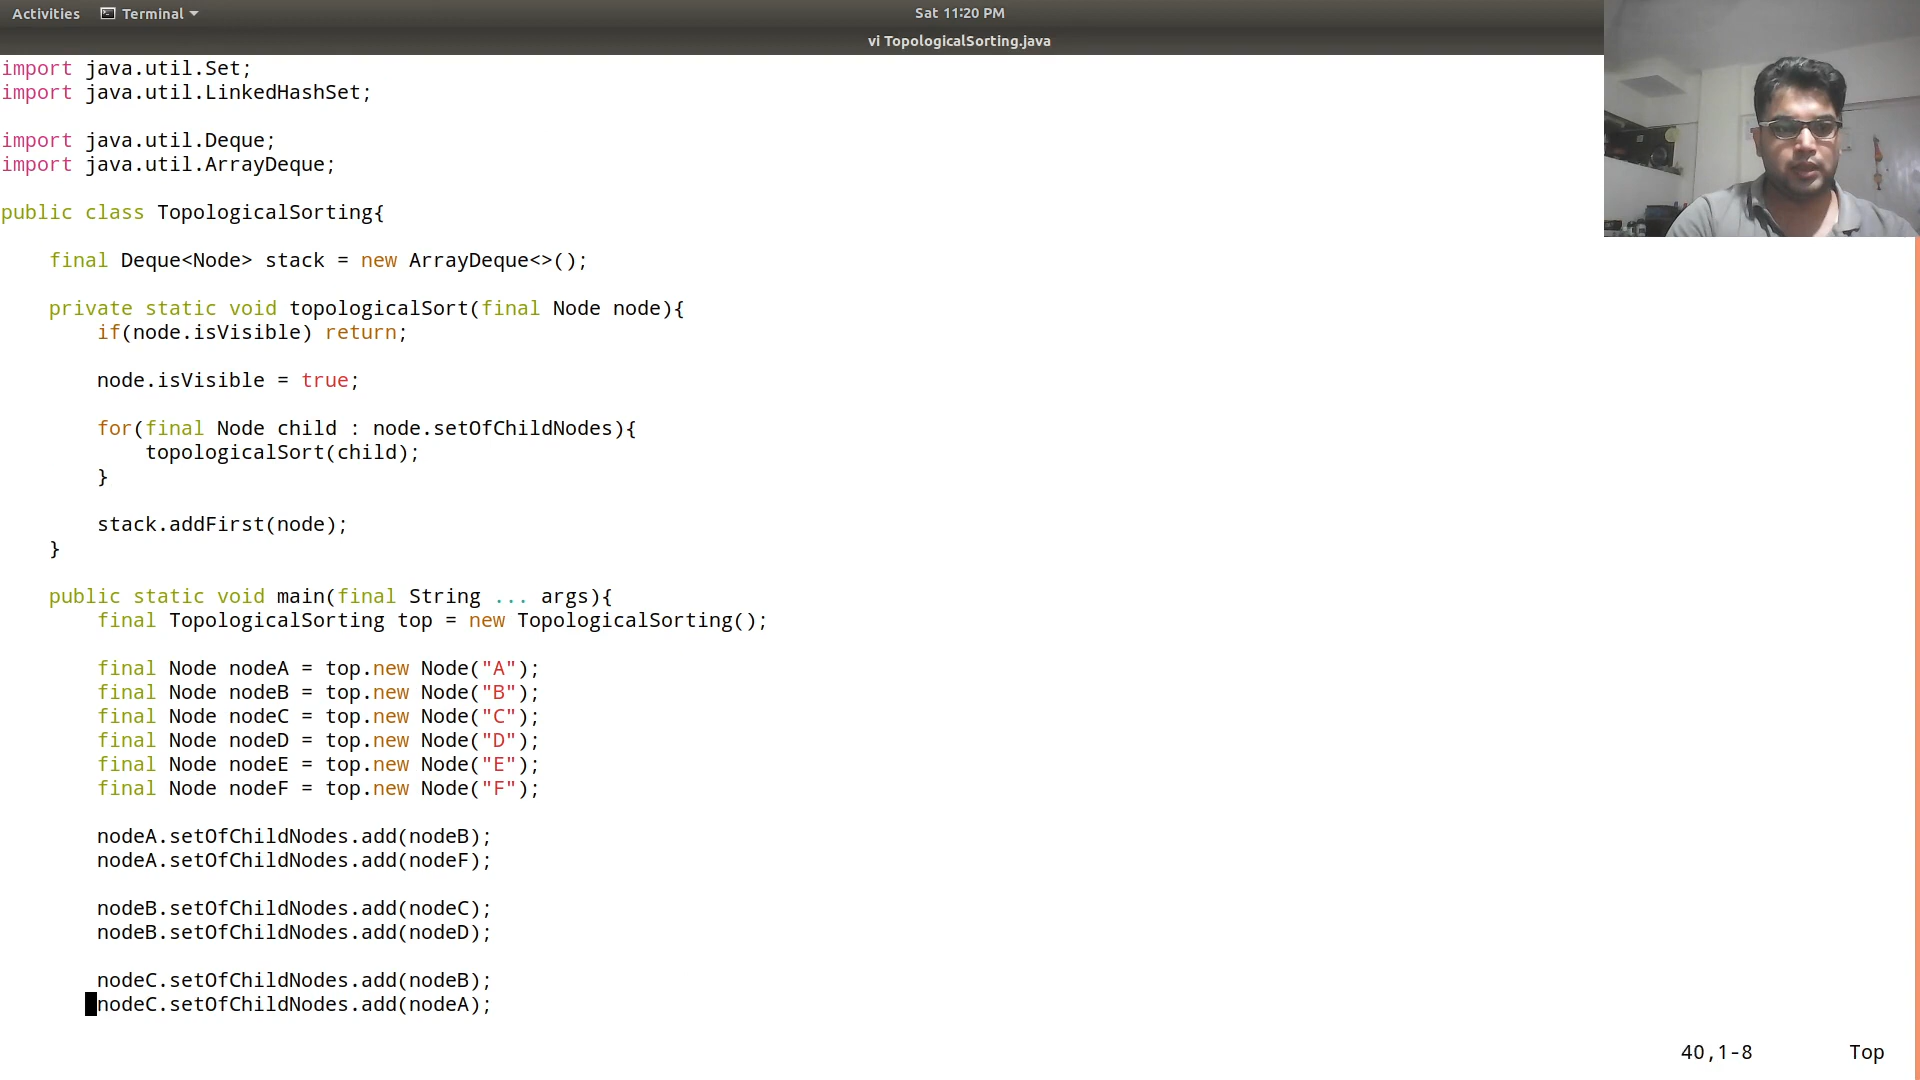 Activities Terminal Sat 11:20 PM
vi TopologicalSorting.java
import java.util.Set;
import java.util.LinkedHashSet;
import java.util.Deque;
import java.util.ArrayDeque;
public class TopologicalSorting{
final Deque<Node> stack = new ArrayDeque<>();
private static void topologicalSort(final Node node){
if(node.isVisible) return;
node.isVisible = true;
for(final Node child : node.setOfChildNodes){
topologicalSort(child);
}
stack.addFirst(node);
}
public static void main(final String ... args){
final TopologicalSorting top = new TopologicalSorting();
final Node nodeA = top.new Node("A");
final Node nodeB = top.new Node("B");
final Node nodeC = top.new Node("C");
final Node nodeD = top.new Node("D");
final Node nodeE = top.new Node("E");
final Node nodeF = top.new Node("F");
nodeA.setOfChildNodes.add(nodeB);
nodeA.setOfChildNodes.add(nodeF);
nodeB.setOfChildNodes.add(nodeC);
nodeB.setOfChildNodes.add(nodeD);
nodeC.setOfChildNodes.add(nodeB);
nodeC.setOfChildNodes.add(nodeA);
40,1-8 Top